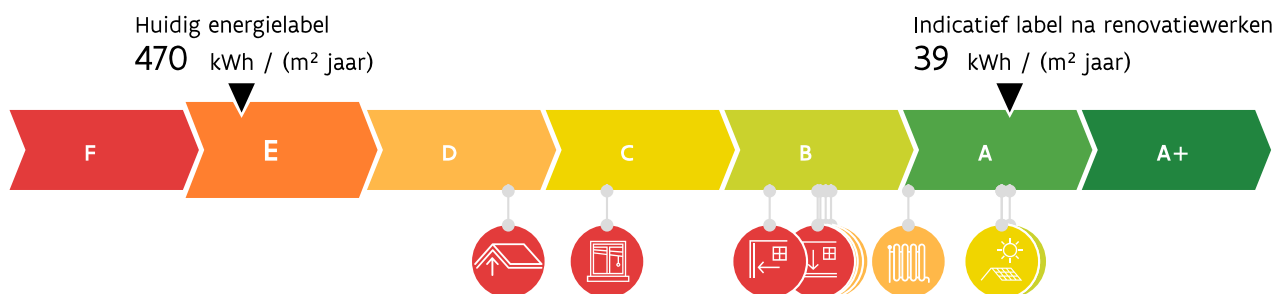 Huidig energielabel
470 kWh / (m² jaar)
Indicatief label na renovatiewerken
39 kWh / (m² jaar)
F E D C B A A+